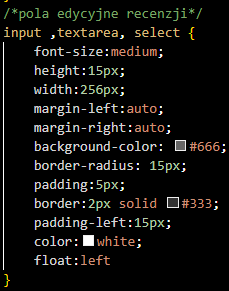 /*pola edycyjne recenzji*/
input ,textarea, select {
font-size:medium;
height:15px;
width:256px;
margin-left:auto;
margin-right:auto;
background-color: #666;
border-radius: 15px;
padding:5px;
border:2px solid #333;
padding-left:15px;
color:white;
float:left
}